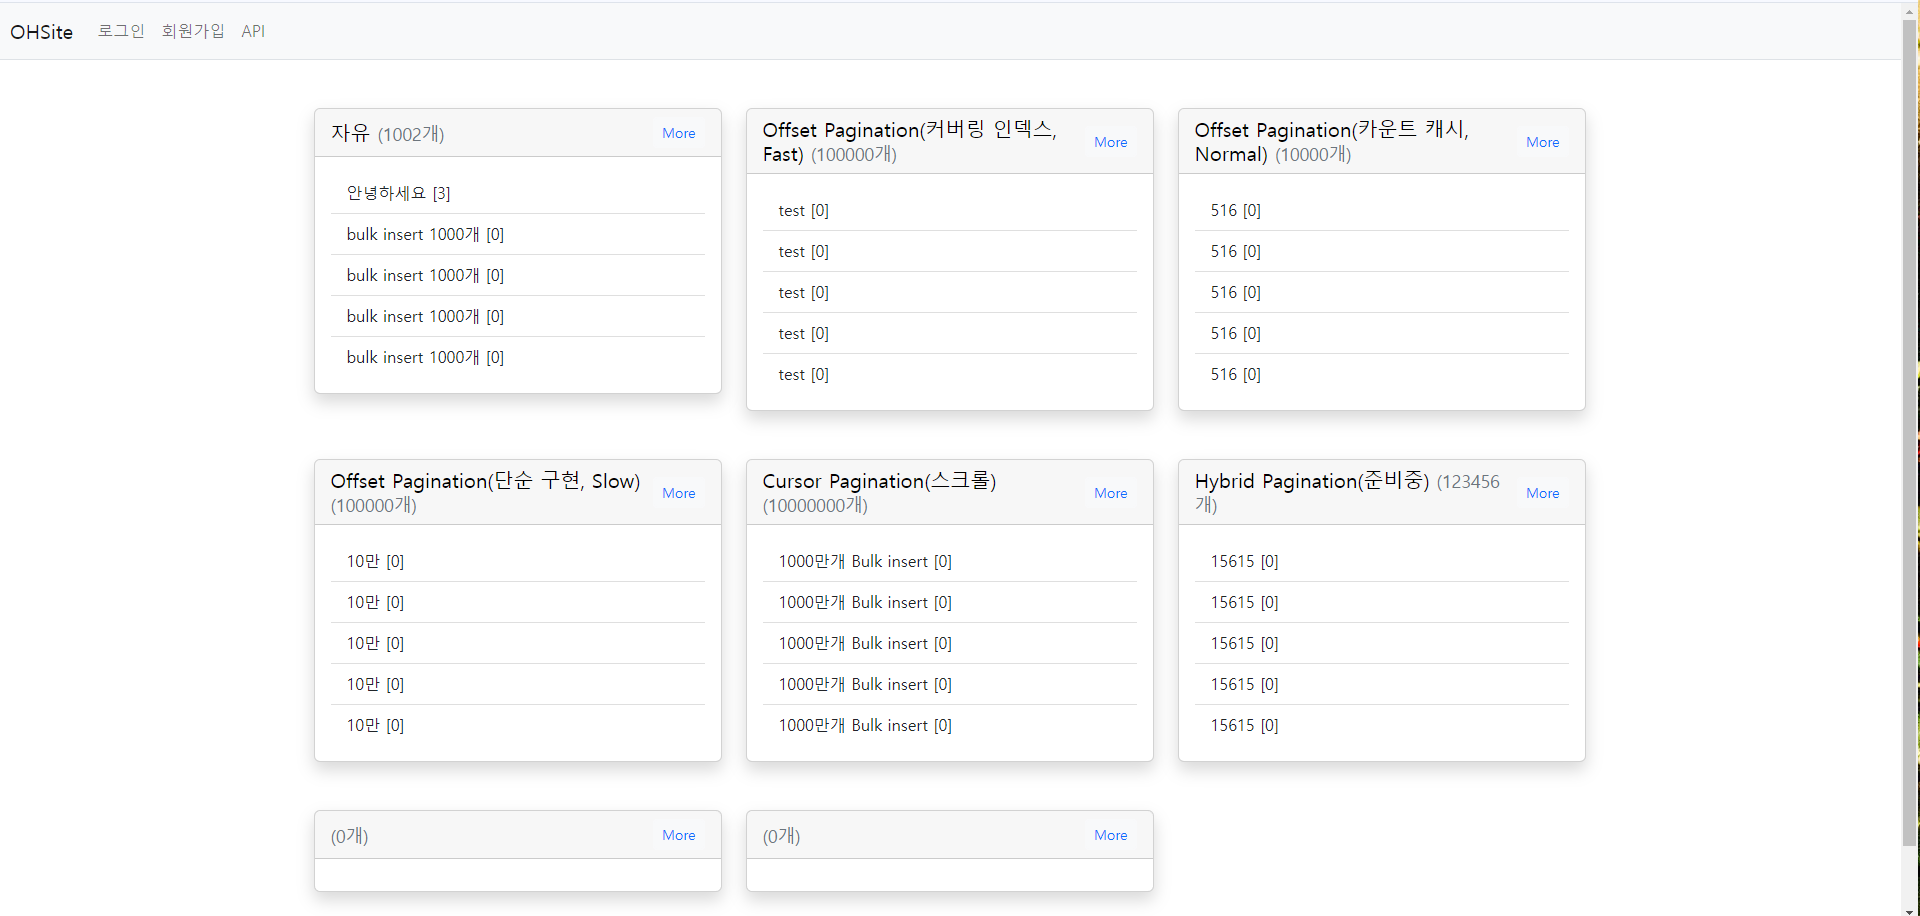 OHSite 로그인 회원가입 API
자유 (1002개) More
안녕하세요 [3]
bulk insert 1000개 [0]
bulk insert 1000개 [0]
bulk insert 1000개 [0]
bulk insert 1000개 [0]
Offset Pagination(커버링 인덱스,
Fast) (100000개) More
test [0]
test [0]
test [0]
test [0]
test [0]
Offset Pagination(카운트 캐시,
Normal) (10000개) More
516 [0]
516 [0]
516 [0]
516 [0]
516 [0]
Offset Pagination(단순 구현, Slow)
(100000개) More
10만 [0]
10만 [0]
10만 [0]
10만 [0]
10만 [0]
Cursor Pagination(스크롤)
(10000000개) More
1000만개 Bulk insert [0]
1000만개 Bulk insert [0]
1000만개 Bulk insert [0]
1000만개 Bulk insert [0]
1000만개 Bulk insert [0]
Hybrid Pagination(준비중) (123456
개) More
15615 [0]
15615 [0]
15615 [0]
15615 [0]
15615 [0]
(0개) More
(0개) More